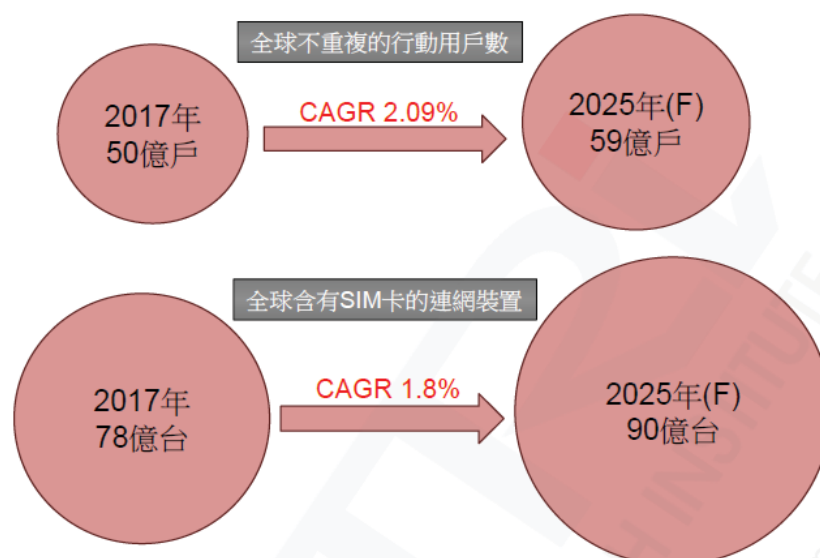 全球不重複的行動用戶數
2017年
50億戶
CAGR 2.09%
2025年(F)
59億戶
全球含有SIM卡的連網裝置
2017年
78億台
CAGR 1.8%
2025年(F)
90億台
H INSTITUTE